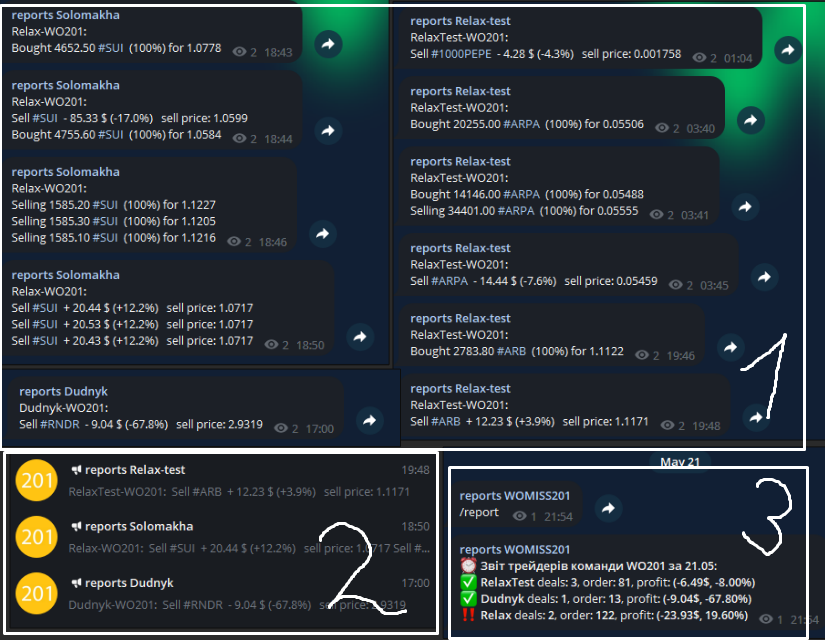 reports Solomakha
Relax-WO201:
Bought 4652.50 #SUI (100%) for 1.0778 2 18:43
reports Solomakha
Relax-WO201:
Sell #SUI - 85.33 $ (-17.0%) sell price: 1.0599
Bought 4755.60 #SUI (100%) for 1.0584 2 18:44
reports Solomakha
Relax-WO201:
Selling 1585.20 #SUI (100%) for 1.1227
Selling 1585.30 #SUI (100%) for 1.1205
Selling 1585.10 #SUI (100%) for 1.1216 2 18:46
reports Solomakha
Relax-WO201:
Sell #SUI + 20.44 $ (+12.2%) sell price: 1.0717
Sell #SUI + 20.53 $ (+12.2%) sell price: 1.0717
Sell #SUI + 20.43 $ (+12.2%) sell price: 1.0717 2 18:50
reports Dudnyk
Dudnyk-WO201:
Sell #RNDR - 9.04 $ (-67.8%) sell price: 2.9319 2 17:00
reports Relax-test
RelaxTest-WO201:
Sell #1000PEPE - 4.28 $ (-4.3%) sell price: 0.001758 2 01:04
reports Relax-test
RelaxTest-WO201:
Bought 20255.00 #ARPA (100%) for 0.05506 2 03:40
reports Relax-test
RelaxTest-WO201:
Bought 14146.00 #ARPA (100%) for 0.05488
Selling 34401.00 #ARPA (100%) for 0.05555 2 03:41
reports Relax-test
RelaxTest-WO201:
Sell #ARPA - 14.44 $ (-7.6%) sell price: 0.05459 2 03:45
reports Relax-test
RelaxTest-WO201:
Bought 2783.80 #ARB (100%) for 1.1122 2 19:46
reports Relax-test
RelaxTest-WO201:
Sell #ARB + 12.23 $ (+3.9%) sell price: 1.1171 2 19:48
1
201 reports Relax-test 19:48
RelaxTest-WO201: Sell #ARB + 12.23 $ (+3.9%) sell price: 1.1171
201 reports Solomakha 18:50
Relax-WO201: Sell #SUI + 20.44 $ (+12.2%) sell price: 1.0717 Sell #...
201 reports Dudnyk 17:00
Dudnyk-WO201: Sell #RNDR - 9.04 $ (-67.8%) sell price: 2.9319
2
May 21
reports WOMISS201
/report 1 21:54
3
reports WOMISS201
Звіт трейдерів команди WO201 за 21.05:
RelaxTest deals: 3, order: 81, profit: (-6.49$, -8.00%)
Dudnyk deals: 1, order: 13, profit: (-9.04$, -67.80%)
Relax deals: 2, order: 122, profit: (-23.93$, 19.60%) 1 21:54